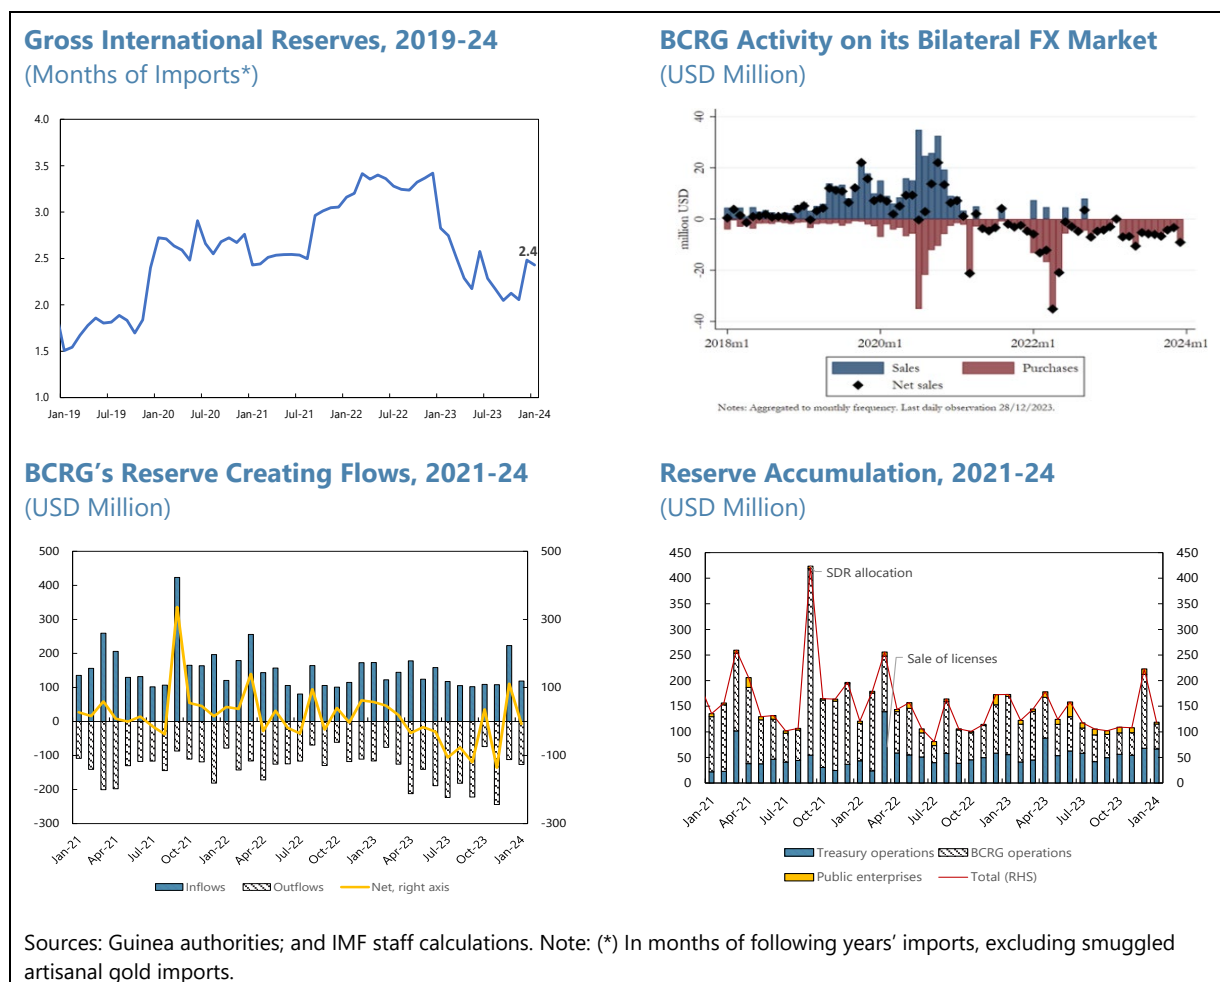 Gross International Reserves, 2019-24
(Months of Imports*)
4.0
3.5
3.0
2.5
2.0
1.5
1.0
2.4
Jan-19 Jul-19 Jan-20 Jul-20 Jan-21 Jul-21 Jan-22 Jul-22 Jan-23 Jul-23 Jan-24
BCRG Activity on its Bilateral FX Market
(USD Million)
million USD
40
20
0
-20
-40
2018m1 2020m1 2022m1 2024m1
Sales Purchases
Net sales
Notes: Aggregated to monthly frequency. Last daily observation 28/12/2023.
BCRG's Reserve Creating Flows, 2021-24
(USD Million)
500 500
400
300 300
200
100 100
0
-100 -100
-200
-300 -300
Jan-21 Apr-21 Jul-21 Oct-21 Jan-22 Apr-22 Jul-22 Oct-22 Jan-23 Apr-23 Jul-23 Oct-23 Jan-24
Inflows Outflows Net, right axis
Reserve Accumulation, 2021-24
(USD Million)
450 450
400 400
350 350
300 300
250 250
200 200
150 150
100 100
50 50
0 0
SDR allocation
Sale of licenses
Jan-21 Apr-21 Jul-21 Oct-21 Jan-22 Apr-22 Jul-22 Oct-22 Jan-23 Apr-23 Jul-23 Oct-23 Jan-24
Treasury operations BCRG operations
Public enterprises Total (RHS)
Sources: Guinea authorities; and IMF staff calculations. Note: (*) In months of following years' imports, excluding smuggled
artisanal gold imports.